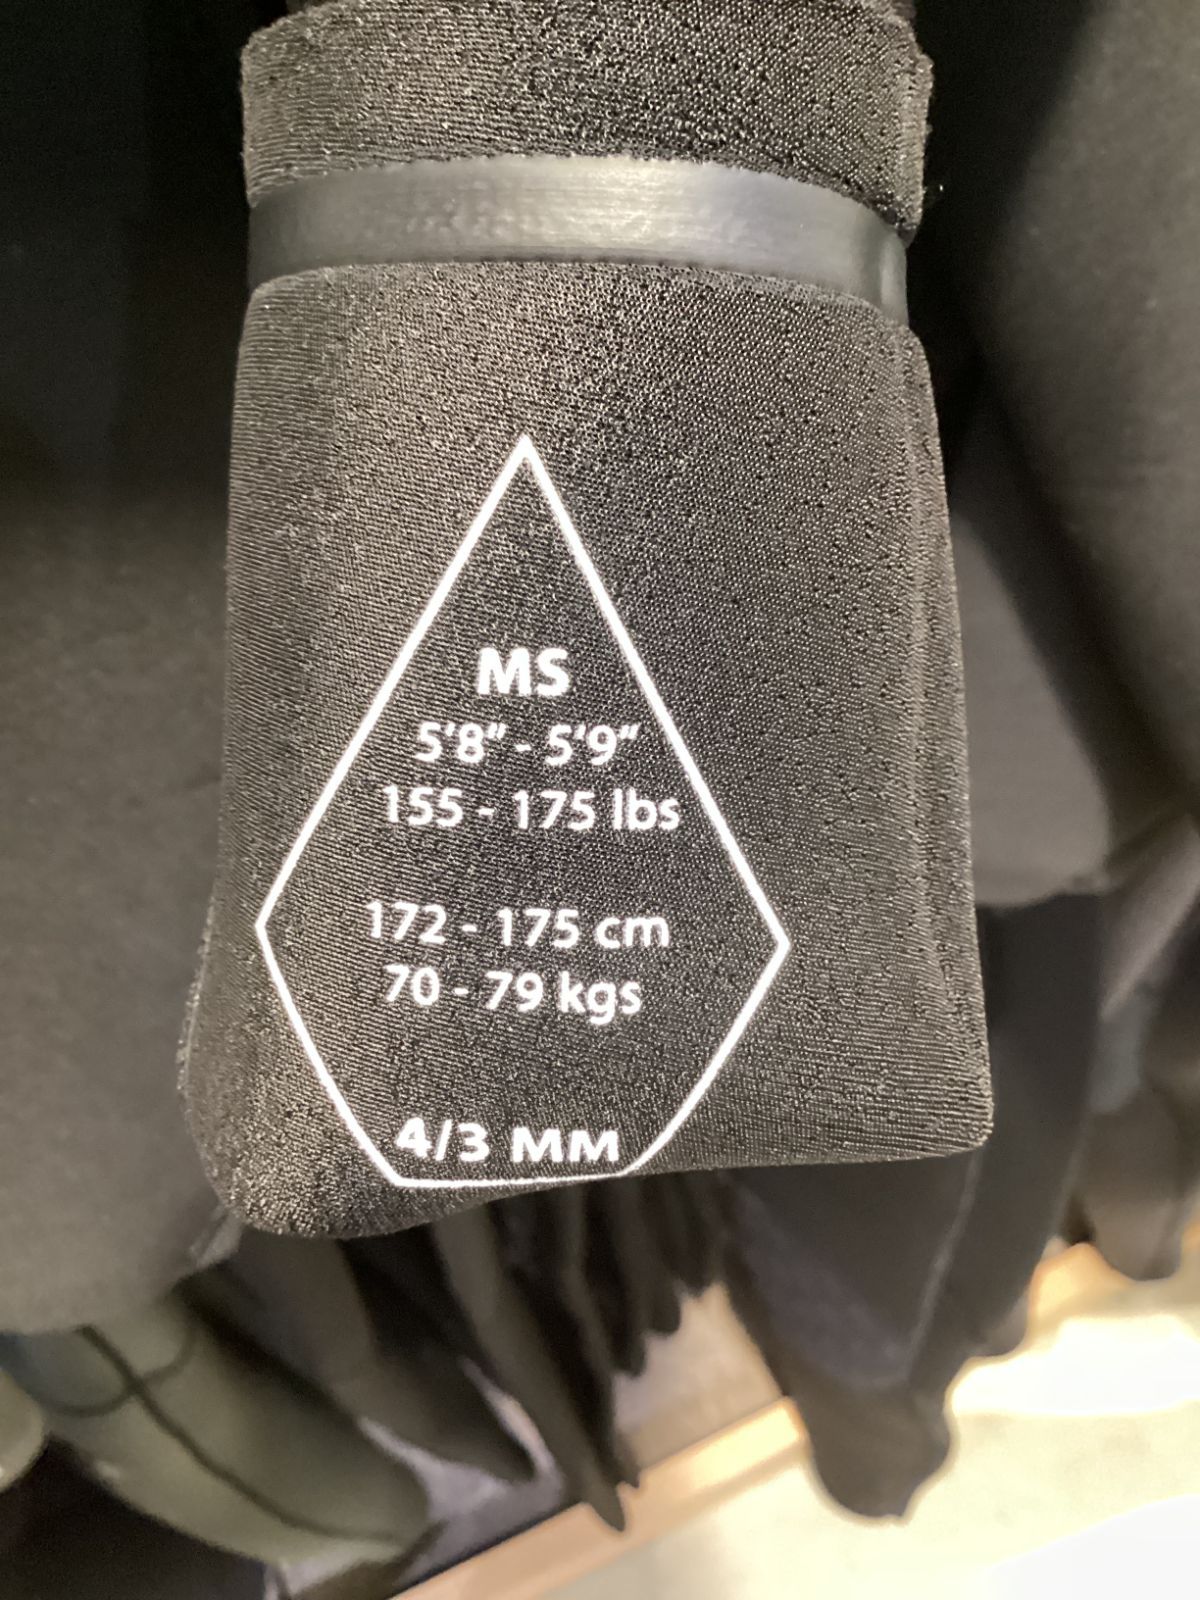 MS
5'8" - 5'9"
155 - 175 lbs
172 - 175 cm
70 - 79 kgs
4/3 MM